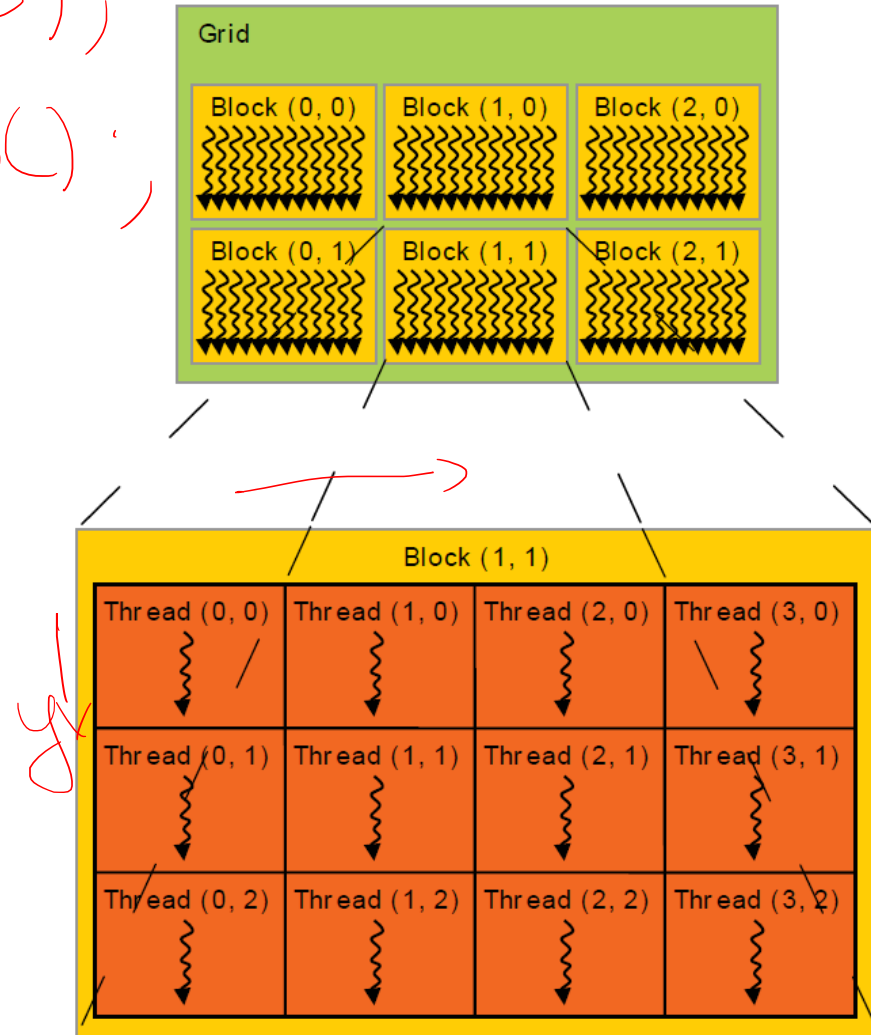 Grid
Block (0, 0) Block (1, 0) Block (2, 0)
Block (0, 1) Block (1, 1) Block (2, 1)
Block (1, 1)
Thread (0, 0) Thread (1, 0) Thread (2, 0) Thread (3, 0)
y
Thread (0, 1) Thread (1, 1) Thread (2, 1) Thread (3, 1)
Thread (0, 2) Thread (1, 2) Thread (2, 2) Thread (3, 2)